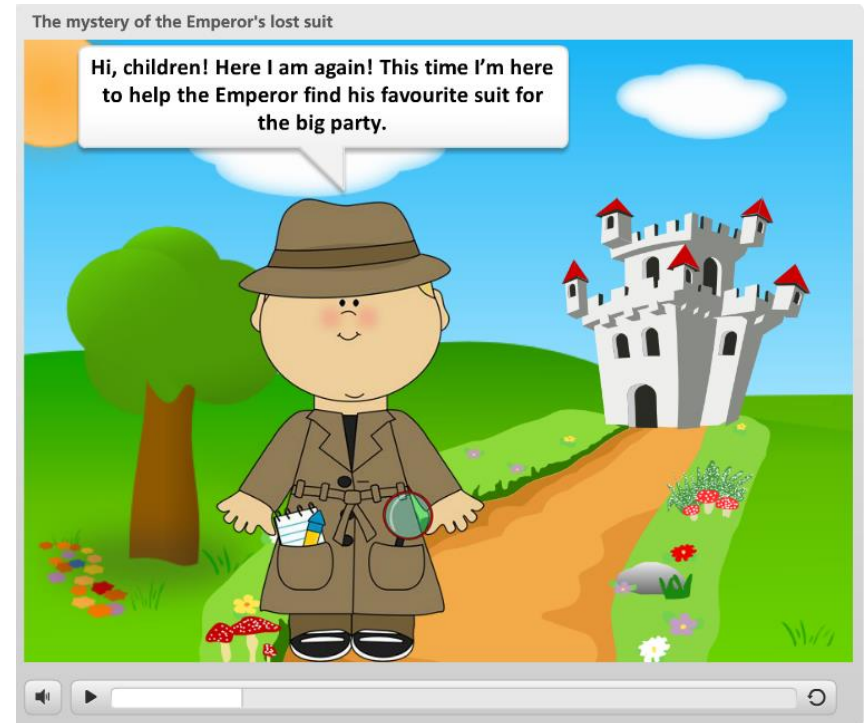 The mystery of the Emperor's lost suit
Hi, children! Here I am again! This time I'm here
to help the Emperor find his favourite suit for
the big party.